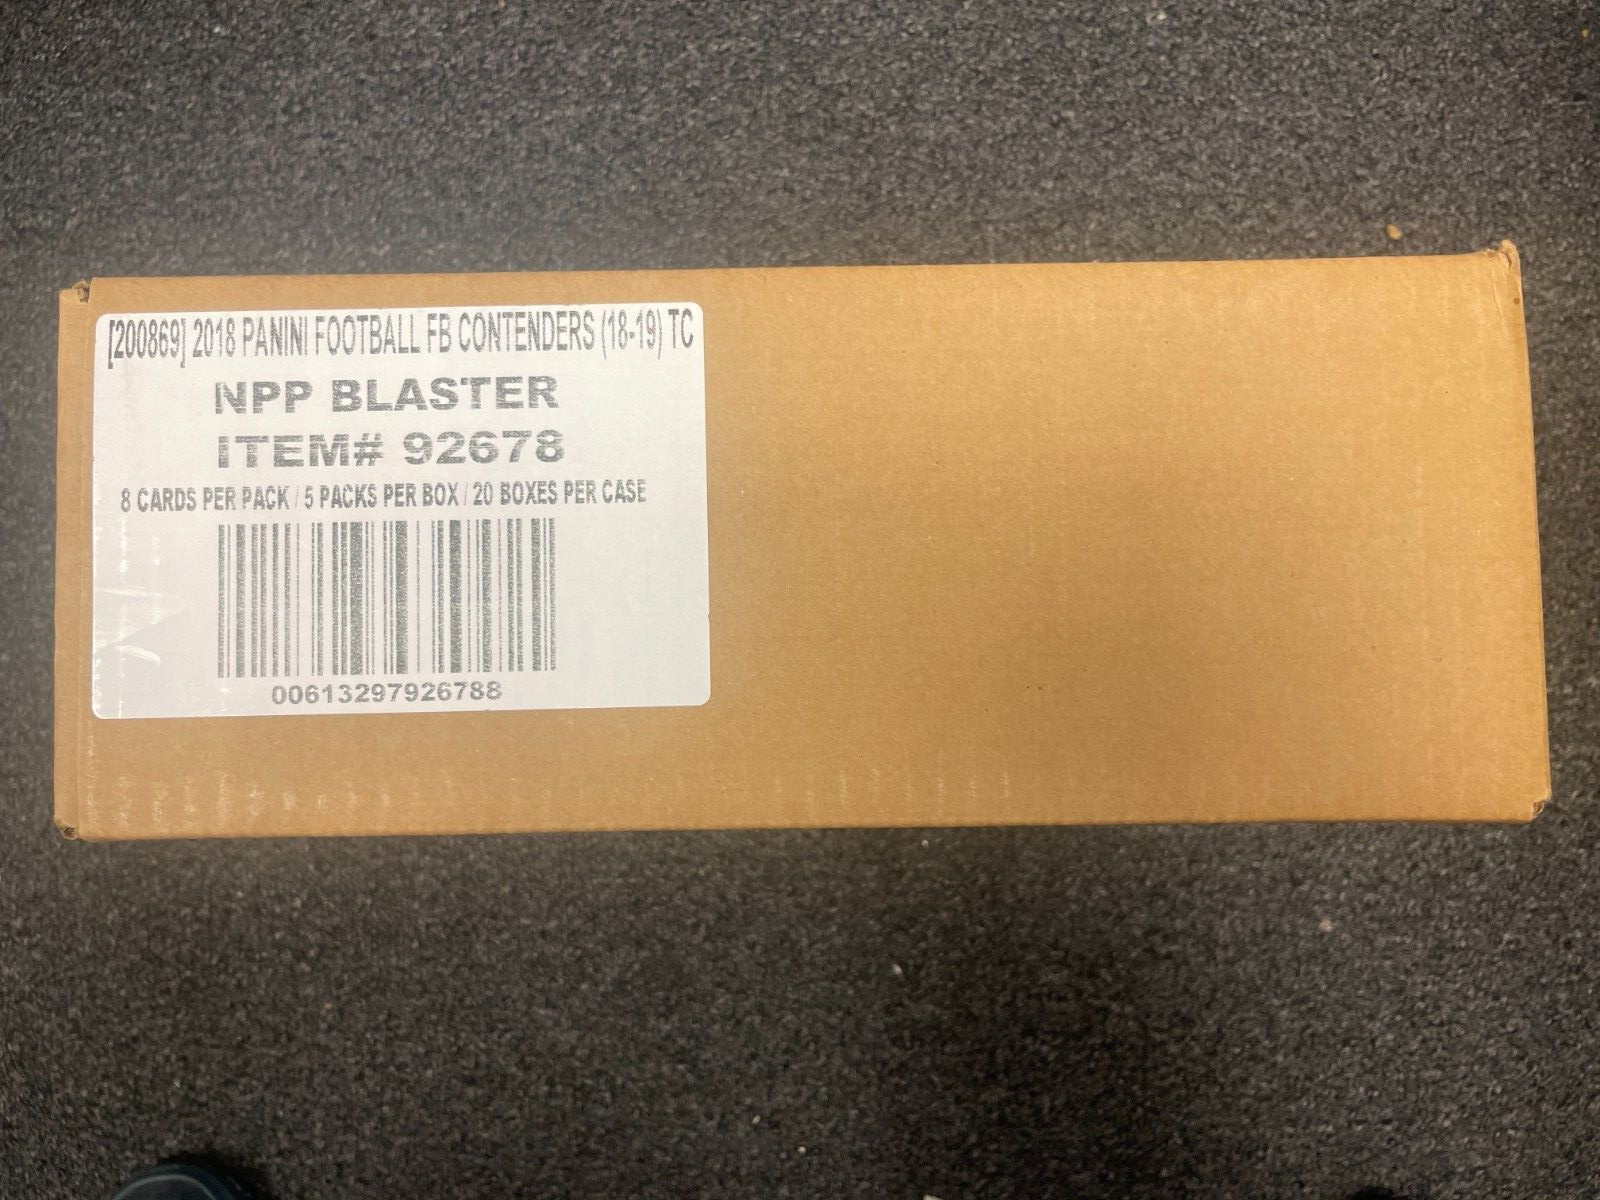 [200869] 2018 PANINI FOOTBALL FB CONTENDERS (18-19) TC
NPP BLASTER
ITEM# 92678
8 CARDS PER PACK / 5 PACKS PER BOX / 20 BOXES PER CASE
00613297926788